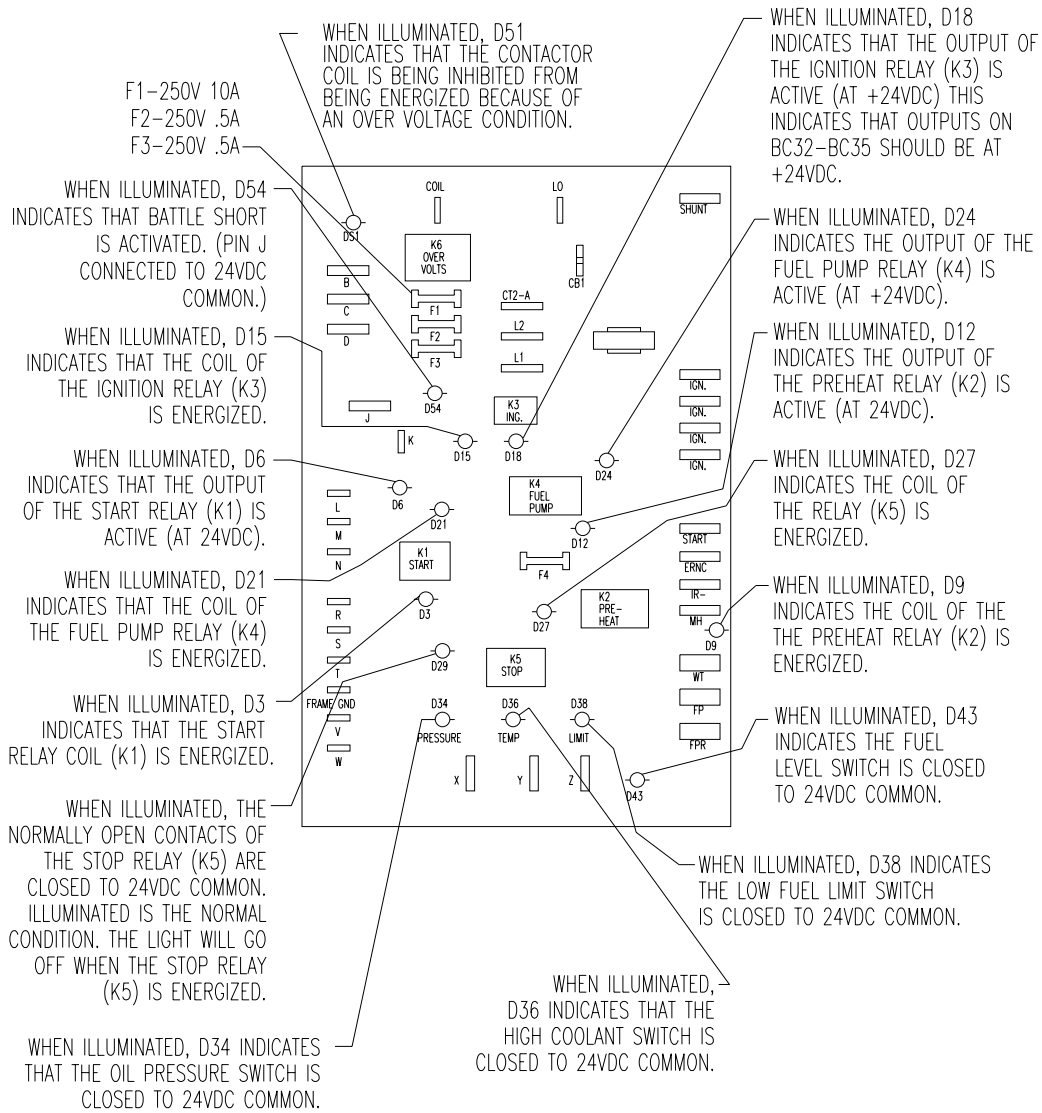 WHEN ILLUMINATED, D51
INDICATES THAT THE CONTACTOR
COIL IS BEING INHIBITED FROM
BEING ENERGIZED BECAUSE OF
AN OVER VOLTAGE CONDITION.
WHEN ILLUMINATED, D18
INDICATES THAT THE OUTPUT OF
THE IGNITION RELAY (K3) IS
ACTIVE (AT +24VDC) THIS
INDICATES THAT OUTPUTS ON
BC32-BC35 SHOULD BE AT
+24VDC.
F1-250V 10A
F2-250V .5A
F3-250V .5A
WHEN ILLUMINATED, D54
INDICATES THAT BATTLE SHORT
IS ACTIVATED. (PIN J
CONNECTED TO 24VDC
COMMON.)
WHEN ILLUMINATED, D15
INDICATES THAT THE COIL OF
THE IGNITION RELAY (K3)
IS ENERGIZED.
WHEN ILLUMINATED, D6
INDICATES THAT THE OUTPUT
OF THE START RELAY (K1) IS
ACTIVE (AT 24VDC).
WHEN ILLUMINATED, D21
INDICATES THAT THE COIL OF
THE FUEL PUMP RELAY (K4)
IS ENERGIZED.
WHEN ILLUMINATED, D3
INDICATES THAT THE START
RELAY COIL (K1) IS ENERGIZED.
WHEN ILLUMINATED, THE
NORMALLY OPEN CONTACTS OF
THE STOP RELAY (K5) ARE
CLOSED TO 24VDC COMMON.
ILLUMINATED IS THE NORMAL
CONDITION. THE LIGHT WILL GO
OFF WHEN THE STOP RELAY
(K5) IS ENERGIZED.
WHEN ILLUMINATED, D34 INDICATES
THAT THE OIL PRESSURE SWITCH IS
CLOSED TO 24VDC COMMON.
COIL
LO
SHUNT
D51
K6
OVER
VOLTS
CB1
B
C
D
F1
F2
F3
CT2-A
L2
L1
D54
J
K
K3
ING.
IGN.
IGN.
IGN.
IGN.
D15
D18
D24
D6
D21
K4
FUEL
PUMP
D12
L
M
N
K1
START
F4
START
ERNC
IR-
MH
D3
D27
K2
PRE-
HEAT
D9
R
S
T
D29
K5
STOP
WT
FP
FPR
FRAME GND
V
W
D34
PRESSURE
D36
TEMP
D38
LIMIT
X
Y
Z
D43
WHEN ILLUMINATED, D24
INDICATES THE OUTPUT OF THE
FUEL PUMP RELAY (K4) IS
ACTIVE (AT +24VDC).
WHEN ILLUMINATED, D12
INDICATES THE OUTPUT OF
THE PREHEAT RELAY (K2) IS
ACTIVE (AT 24VDC).
WHEN ILLUMINATED, D27
INDICATES THE COIL OF
THE RELAY (K5) IS
ENERGIZED.
WHEN ILLUMINATED, D9
INDICATES THE COIL OF THE
THE PREHEAT RELAY (K2) IS
ENERGIZED.
WHEN ILLUMINATED, D43
INDICATES THE FUEL
LEVEL SWITCH IS CLOSED
TO 24VDC COMMON.
WHEN ILLUMINATED, D38 INDICATES
THE LOW FUEL LIMIT SWITCH
IS CLOSED TO 24VDC COMMON.
WHEN ILLUMINATED,
D36 INDICATES THAT THE
HIGH COOLANT SWITCH IS
CLOSED TO 24VDC COMMON.